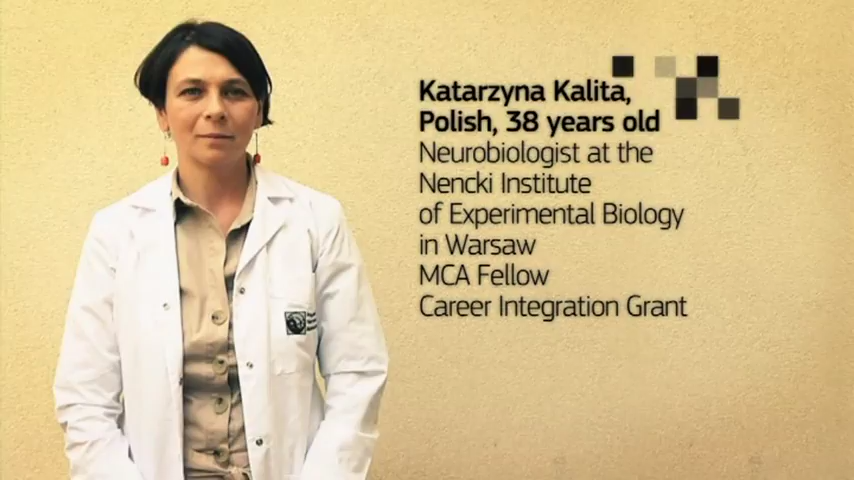 Katarzyna Kalita,
Polish, 38 years old
Neurobiologist at the
Nencki Institute
of Experimental Biology
in Warsaw
MCA Fellow
Career Integration Grant